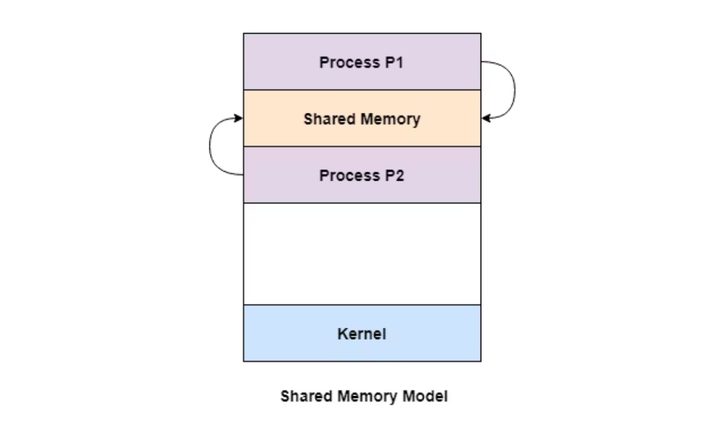 Process P1
Shared Memory
Process P2
Kernel
Shared Memory Model